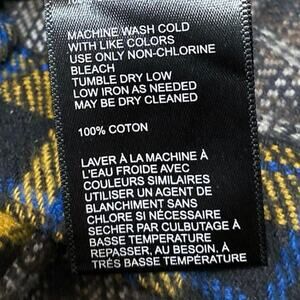 MACHINE WASH COLD
WITH LIKE COLORS
USE ONLY NON-CHLORINE
BLEACH
TUMBLE DRY LOW
LOW IRON AS NEEDED
MAY BE DRY CLEANED
100% COTON
LAVER À LA MACHINE À
L'EAU FROIDE AVEC
COULEURS SIMILAIRES
UTILISER UN AGENT DE
BLANCHIMENT SANS
CHLORE SI NÉCESSAIRE
SECHER PAR CULBUTAGE À
BASSE TEMPERATURE
REPASSER, AU BESOIN. À
TRÉS BASSE TEMPÉRATURE